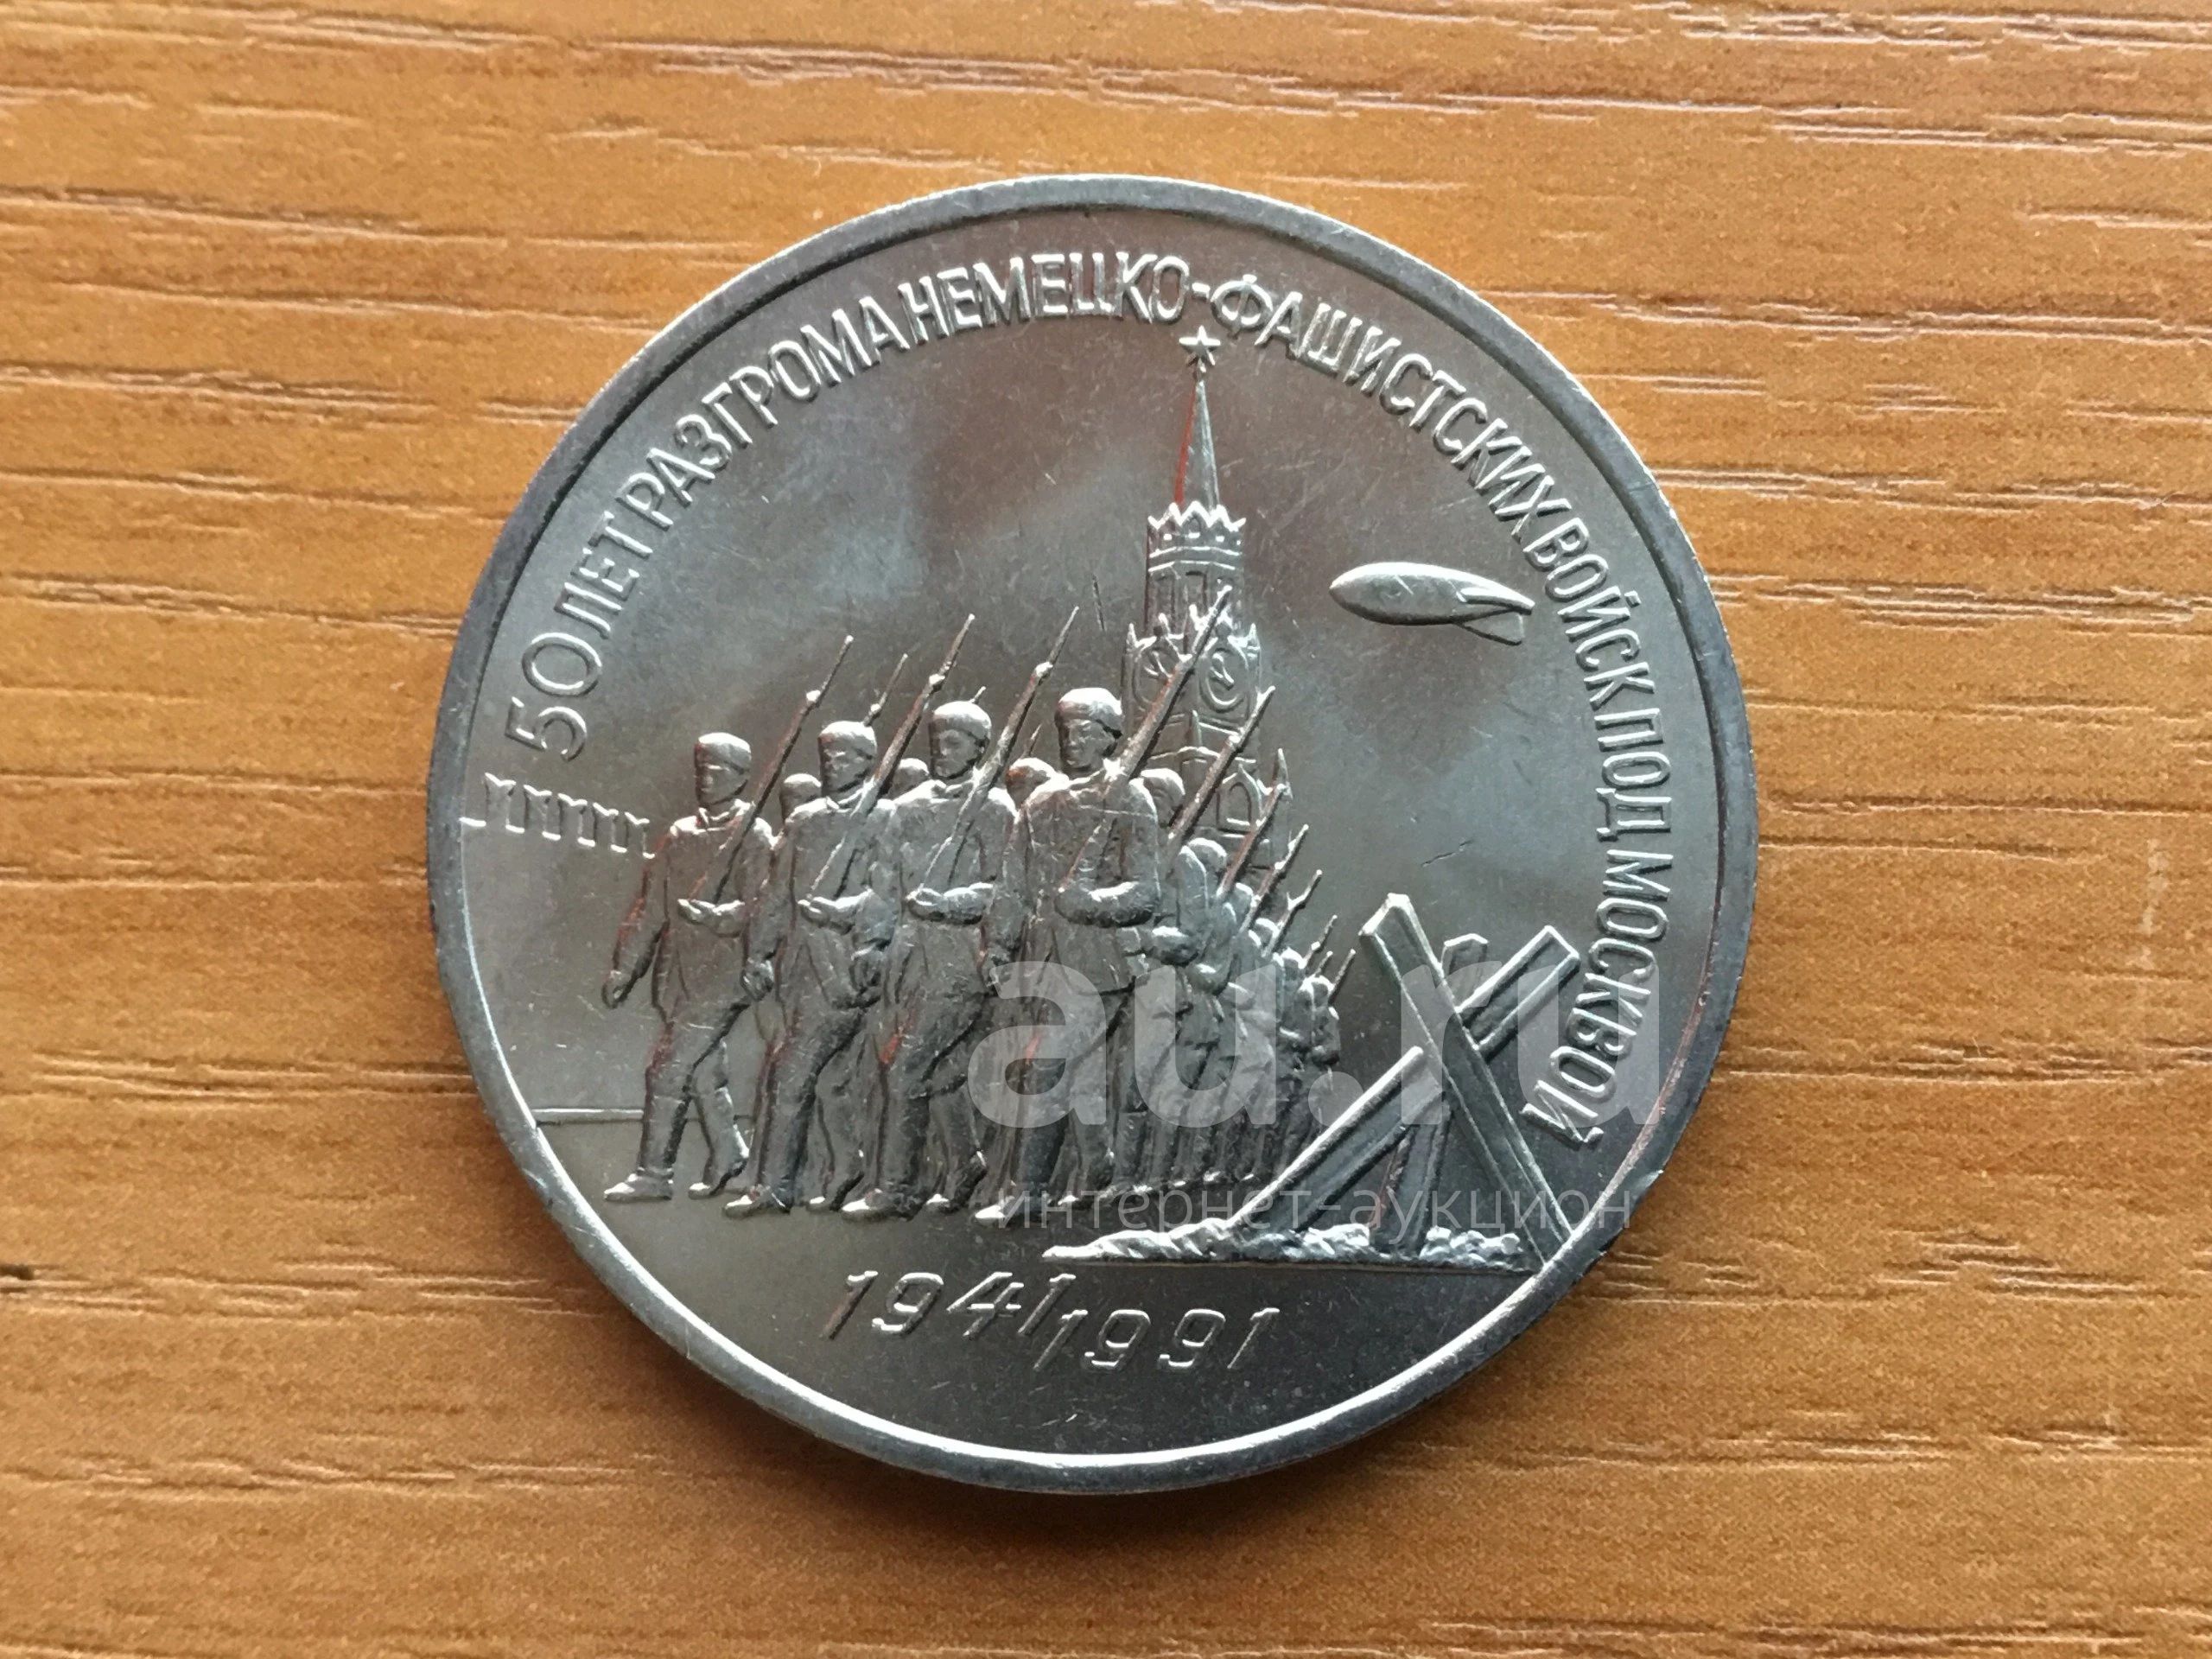 50 ЛЕТ РАЗГРОМА НЕМЕЦКО-ФАШИСТСКИХ ВОЙСК ПОД МОСКВОЙ
au.ru
интернет-аукцион
1941/1991